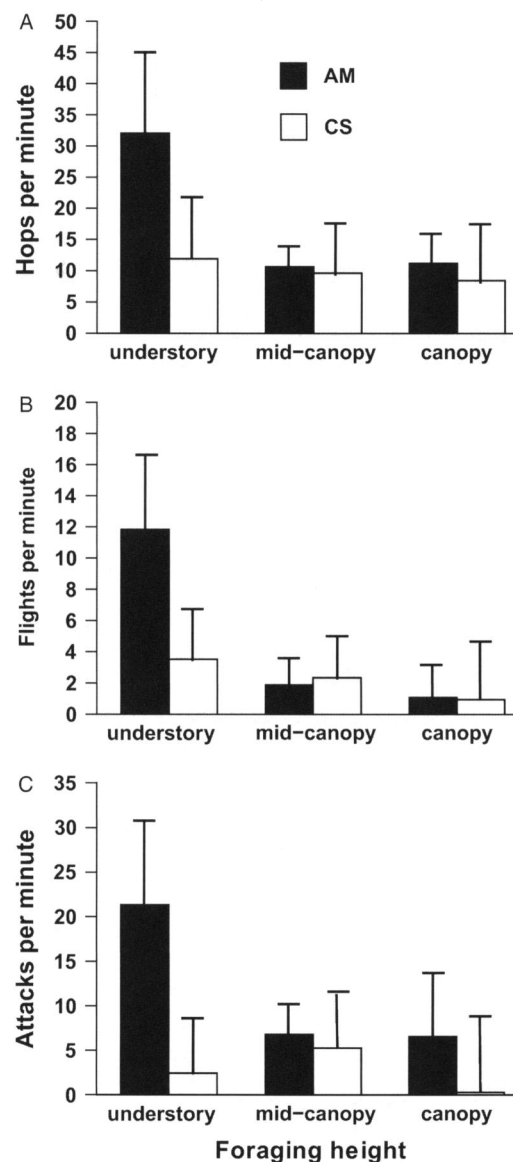 A
50
45
40
35
30
25
20
15
10
5
0
Hops per minute
AM
CS
understory mid-canopy canopy
B
20
18
16
14
12
10
8
6
4
2
0
Flights per minute
understory mid-canopy canopy
C
35
30
25
20
15
10
5
0
Attacks per minute
understory mid-canopy canopy
Foraging height